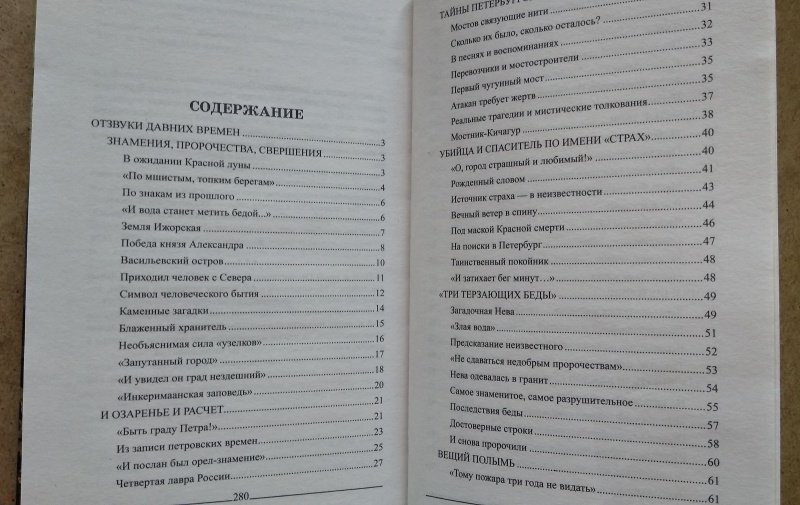 СОДЕРЖАНИЕ
ОТЗВУКИ ДАВНИХ ВРЕМЕН 3
ЗНАМЕНИЯ, ПРОРОЧЕСТВА, СВЕРШЕНИЯ 3
В ожидании Красной луны 3
«По мшистым, топким берегам» 4
По знакам из прошлого 6
«И вода станет метить бедой...» 6
Земля Ижорская 7
Победа князя Александра 8
Васильевский остров 10
Приходил человек с Севера 11
Символ человеческого бытия 12
Каменные загадки 14
Блаженный хранитель 15
Необъяснимая сила «узелков» 16
«Запутанный город» 17
«И увидел он град нездешний» 18
«Инкеримаанская заповедь» 20
И ОЗАРЕНЬЕ И РАСЧЕТ 21
«Быть граду Петра!» 21
Из записи петровских времен 23
«И послан был орел-знамение» 25
Четвертая лавра России 27
280
ТАЙНЫ
Мостов связующие нити 31
Сколько их было, сколько осталось? 32
В песнях и воспоминаниях 33
Перевозчики и мостостроители 35
Первый чугунный мост 35
Атакан требует жертв 37
Реальные трагедии и мистические толкования 38
Мостник-Кичагур
УБИЙЦА И СПАСИТЕЛЬ ПО ИМЕНИ «СТРАХ» 40
«О, город страшный и любимый!» 40
Рожденный словом 41
Источник страха — в неизвестности 43
Вечный ветер в спину 44
Под маской Красной смерти 46
На поиски в Петербург 47
Таинственный покойник 48
«И затихает бег минут...» 48
«ТРИ ТЕРЗАЮЩИХ БЕДЫ» 49
Загадочная Нева 49
«Злая вода» 51
Предсказание неизвестного 52
«Не сдаваться недобрым пророчествам» 53
Нева одевалась в гранит 54
Самое знаменитое, самое разрушительное 55
Последствия беды 57
Достоверные строки 58
И снова пророчили 60
ВЕЩИЙ ПОЛЫМЬ 61
«Тому пожара три года не видать» 61